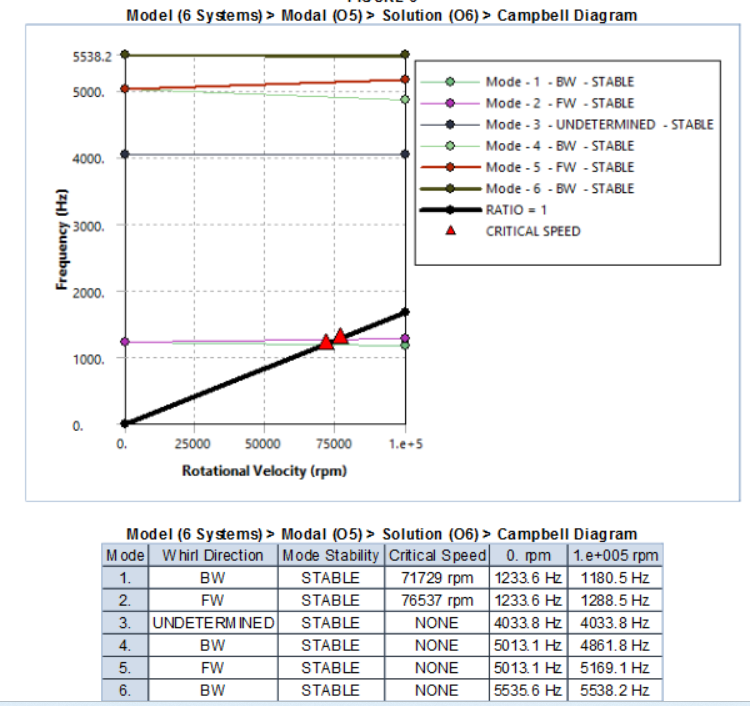 Model (6 Systems) > Modal (O5) > Solution (O6) > Campbell Diagram
5538.2
5000.
4000.
3000.
2000.
1000.
0.
Frequency (Hz)
0. 25000 50000 75000 1.e+5
Rotational Velocity (rpm)
Mode - 1 - BW - STABLE
Mode - 2 - FW - STABLE
Mode - 3 - UNDETERMINED - STABLE
Mode - 4 - BW - STABLE
Mode - 5 - FW - STABLE
Mode - 6 - BW - STABLE
RATIO = 1
CRITICAL SPEED
Model (6 Systems) > Modal (O5) > Solution (O6) > Campbell Diagram
Mode Whirl Direction Mode Stability Critical Speed 0. rpm 1.e+005 rpm
1. BW STABLE 71729 rpm 1233.6 Hz 1180.5 Hz
2. FW STABLE 76537 rpm 1233.6 Hz 1288.5 Hz
3. UNDETERMINED STABLE NONE 4033.8 Hz 4033.8 Hz
4. BW STABLE NONE 5013.1 Hz 4861.8 Hz
5. FW STABLE NONE 5013.1 Hz 5169.1 Hz
6. BW STABLE NONE 5535.6 Hz 5538.2 Hz